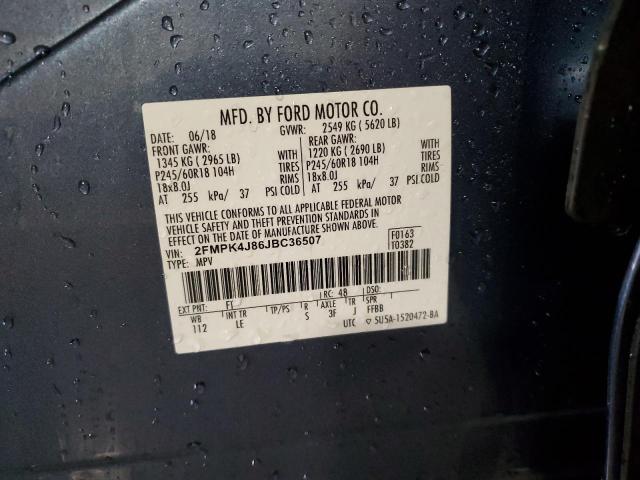 MFD. BY FORD MOTOR CO.
DATE: 06/18 GVWR: 2549 KG ( 5620 LB)
FRONT GAWR: REAR GAWR:
1345 KG ( 2965 LB) WITH 1220 KG ( 2690 LB) WITH
P245/60R18 104H TIRES P245/60R18 104H TIRES
18x8.0J RIMS 18x8.0J RIMS
AT 255 kPa/ 37 PSI COLD AT 255 kPa/ 37 PSI COLD
THIS VEHICLE CONFORMS TO ALL APPLICABLE FEDERAL MOTOR
VEHICLE SAFETY AND THEFT PREVENTION STANDARDS IN
EFFECT ON THE DATE OF MANUFACTURE SHOWN ABOVE.
VIN: 2FMPK4J86JBC36507 F0163
TYPE: MPV T0382
EXT PNT: FT RC: 48 DSO:
WB INT TR TP/PS R AXLE TR SPR
112 LE S 3F J FFBB
UTC ▽ 5U5A-1520472-BA